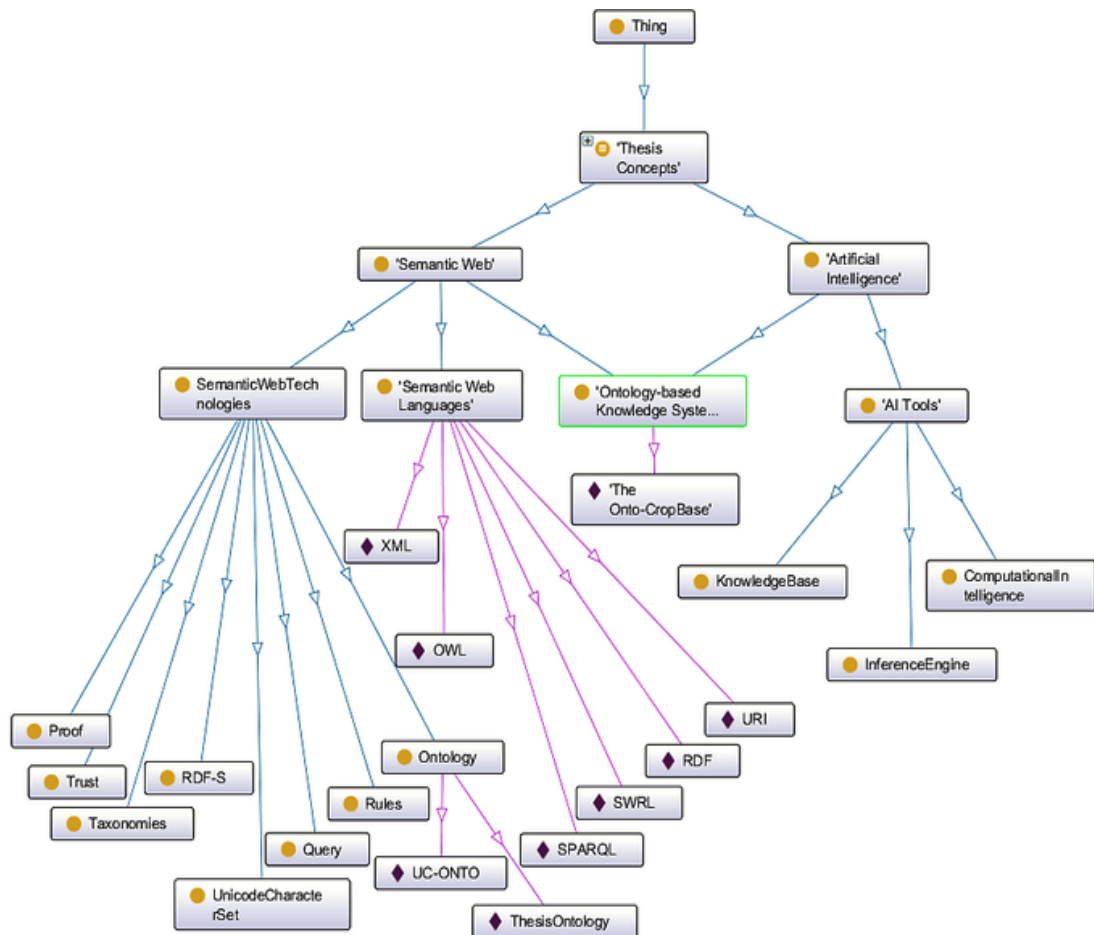 Thing
'Thesis
Concepts'
'Semantic Web'
'Artificial
Intelligence'
SemanticWebTech
nologies
'Semantic Web
Languages'
'Ontology-based
Knowledge Syste...
'AI Tools'
'The
Onto-CropBase'
XML
KnowledgeBase
ComputationalIn
telligence
OWL
InferenceEngine
URI
Proof
Ontology
RDF
Trust
RDF-S
SWRL
Rules
Taxonomies
Query
SPARQL
UC-ONTO
UnicodeCharacte
rSet
ThesisOntology